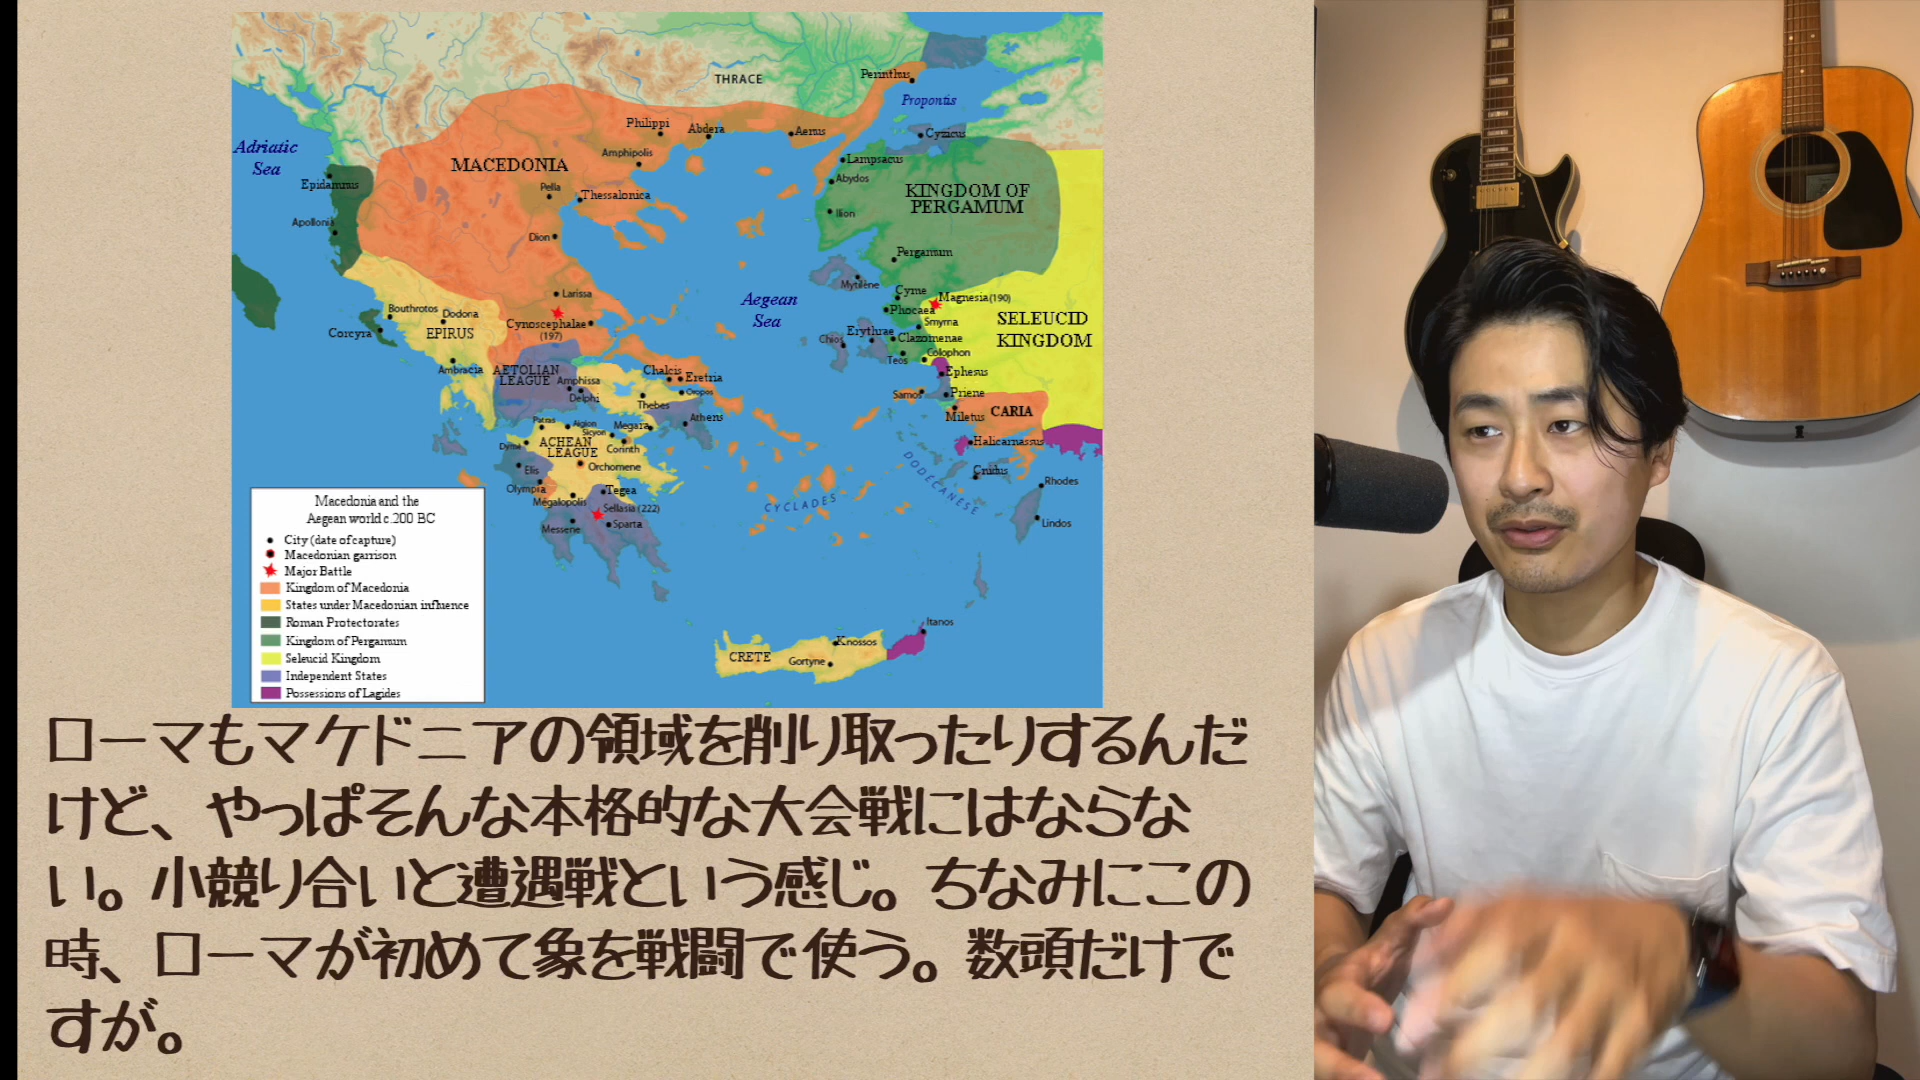 THRACE
Perinthus
Propontis
Philippi
Abdera
Aenus
Cyzicus
Adriatic
Sea
MACEDONIA
Amphipolis
Lampsacus
Epidamnus
Pella
Thessalonica
Abydos
KINGDOM OF
PERGAMUM
Apollonia
Ilion
Dion
Pergamum
Mytilène
Larissa
Cyme
Magnesia (190)
Aegean
Sea
Bouthrotos
Dodona
Phocaea
Smyrna
SELEUCID
KINGDOM
Corcyra
EPIRUS
Cynoscephalae
(197)
Erythrae
Chios
Clazomenae
Teos
Colophon
Ambracia
AETOLIAN
LEAGUE
Amphissa
Delphi
Chalcis
Eretria
Ephesus
Oropos
Thebes
Samos
Priene
Athens
Miletus
CARIA
Patras
Aigion
Sicyon
Megara
Dyme
ACHEAN
LEAGUE
Corinth
Halicarnassus
Elis
Orchomene
Cnidus
DODECANESE
Olympia
Tegea
Rhodes
Megalopolis
Sellasia (222)
CYCLADES
Messene
Sparta
Lindos
Itanos
Knossos
CRETE
Gortyne
Macedonia and the
Aegean world c.200 BC
City (date of capture)
Macedonian garrison
Major Battle
Kingdom of Macedonia
States under Macedonian influence
Roman Protectorates
Kingdom of Pergamum
Seleucid Kingdom
Independent States
Possessions of Lagides
ローマもマケドニアの領域を削り取ったりするんだ
けど、やっぱそんな本格的な大会戦にはならな
い。小競り合いと遭遇戦という感じ。ちなみにこの
時、ローマが初めて象を戦闘で使う。数頭だけで
すが。